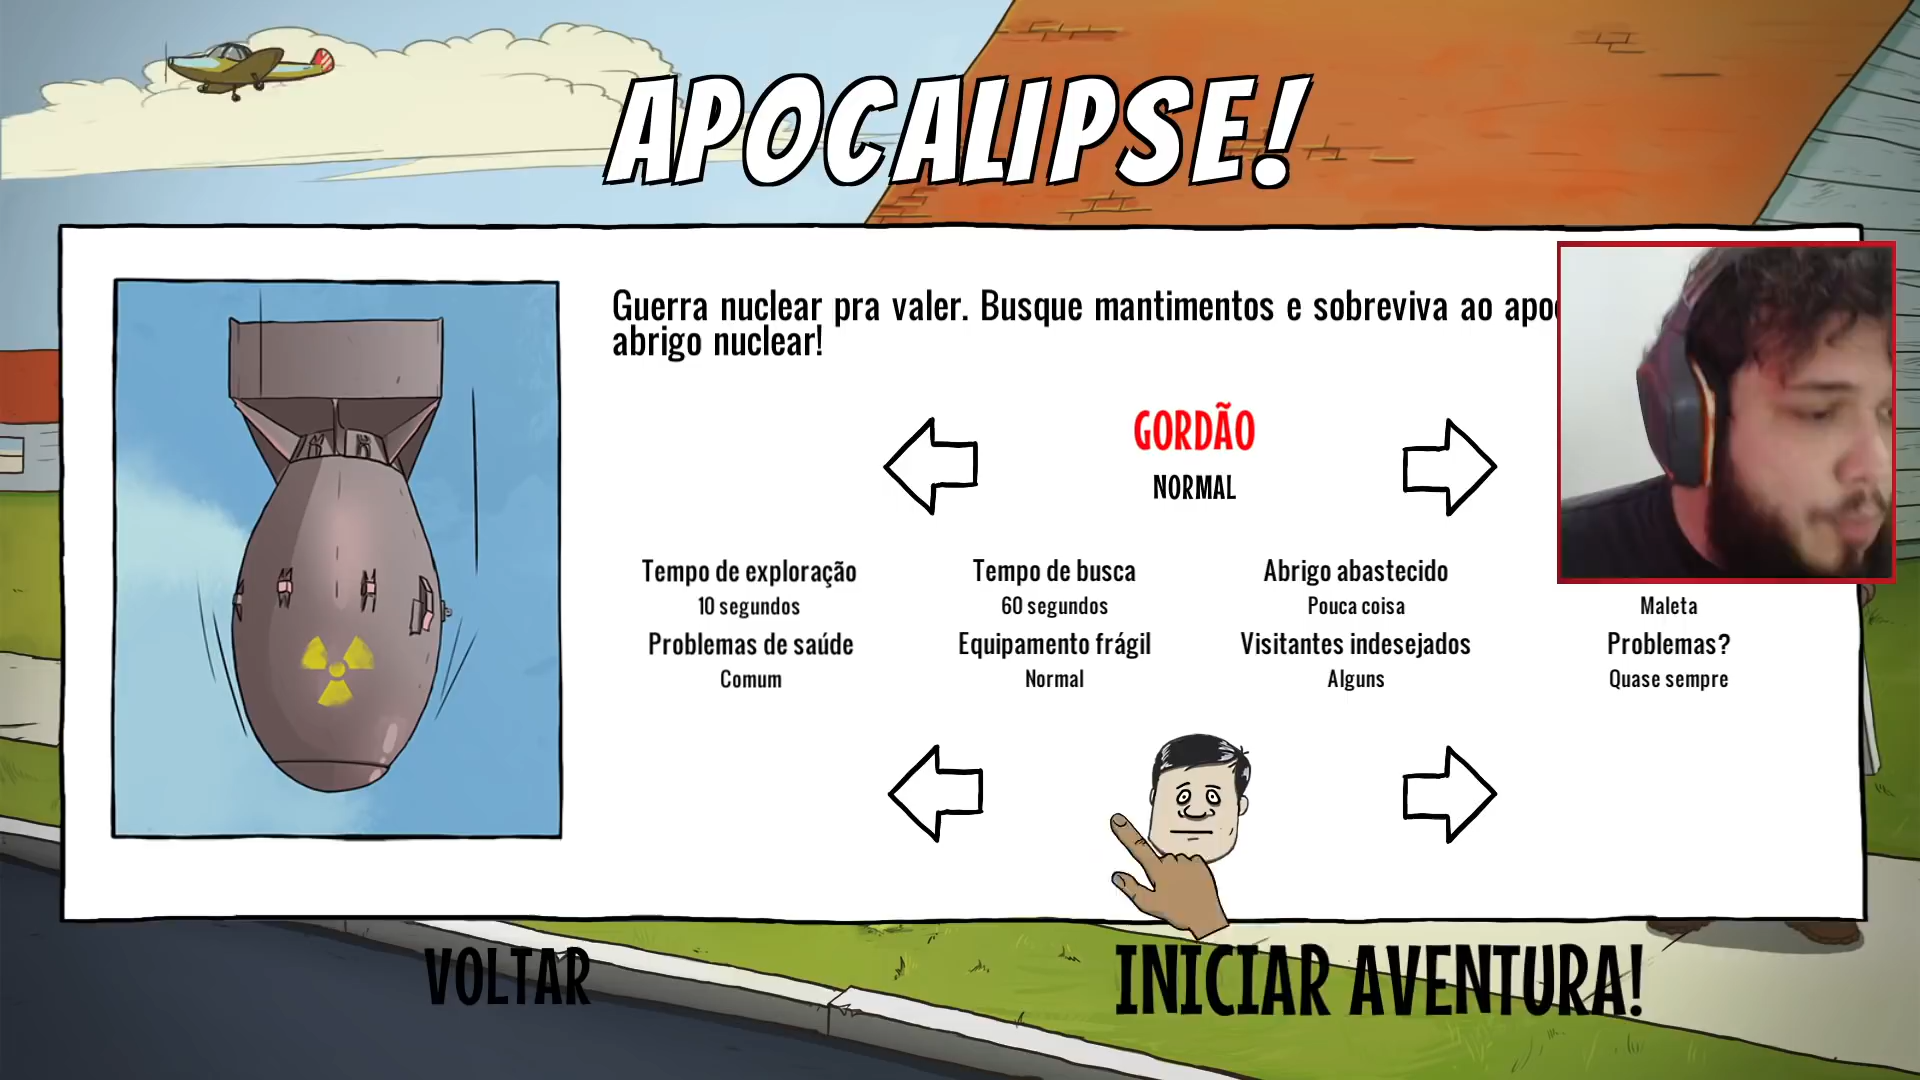 APOCALIPSE!
Guerra nuclear pra valer. Busque mantimentos e sobreviva ao
abrigo nuclear!
GORDÃO
NORMAL
Tempo de exploração Tempo de busca Abrigo abastecido
10 segundos 60 segundos Pouca coisa Maleta
Problemas de saúde Equipamento frágil Visitantes indesejados Problemas?
Comum Normal Alguns Quase sempre
VOLTAR INICIAR AVENTURA!